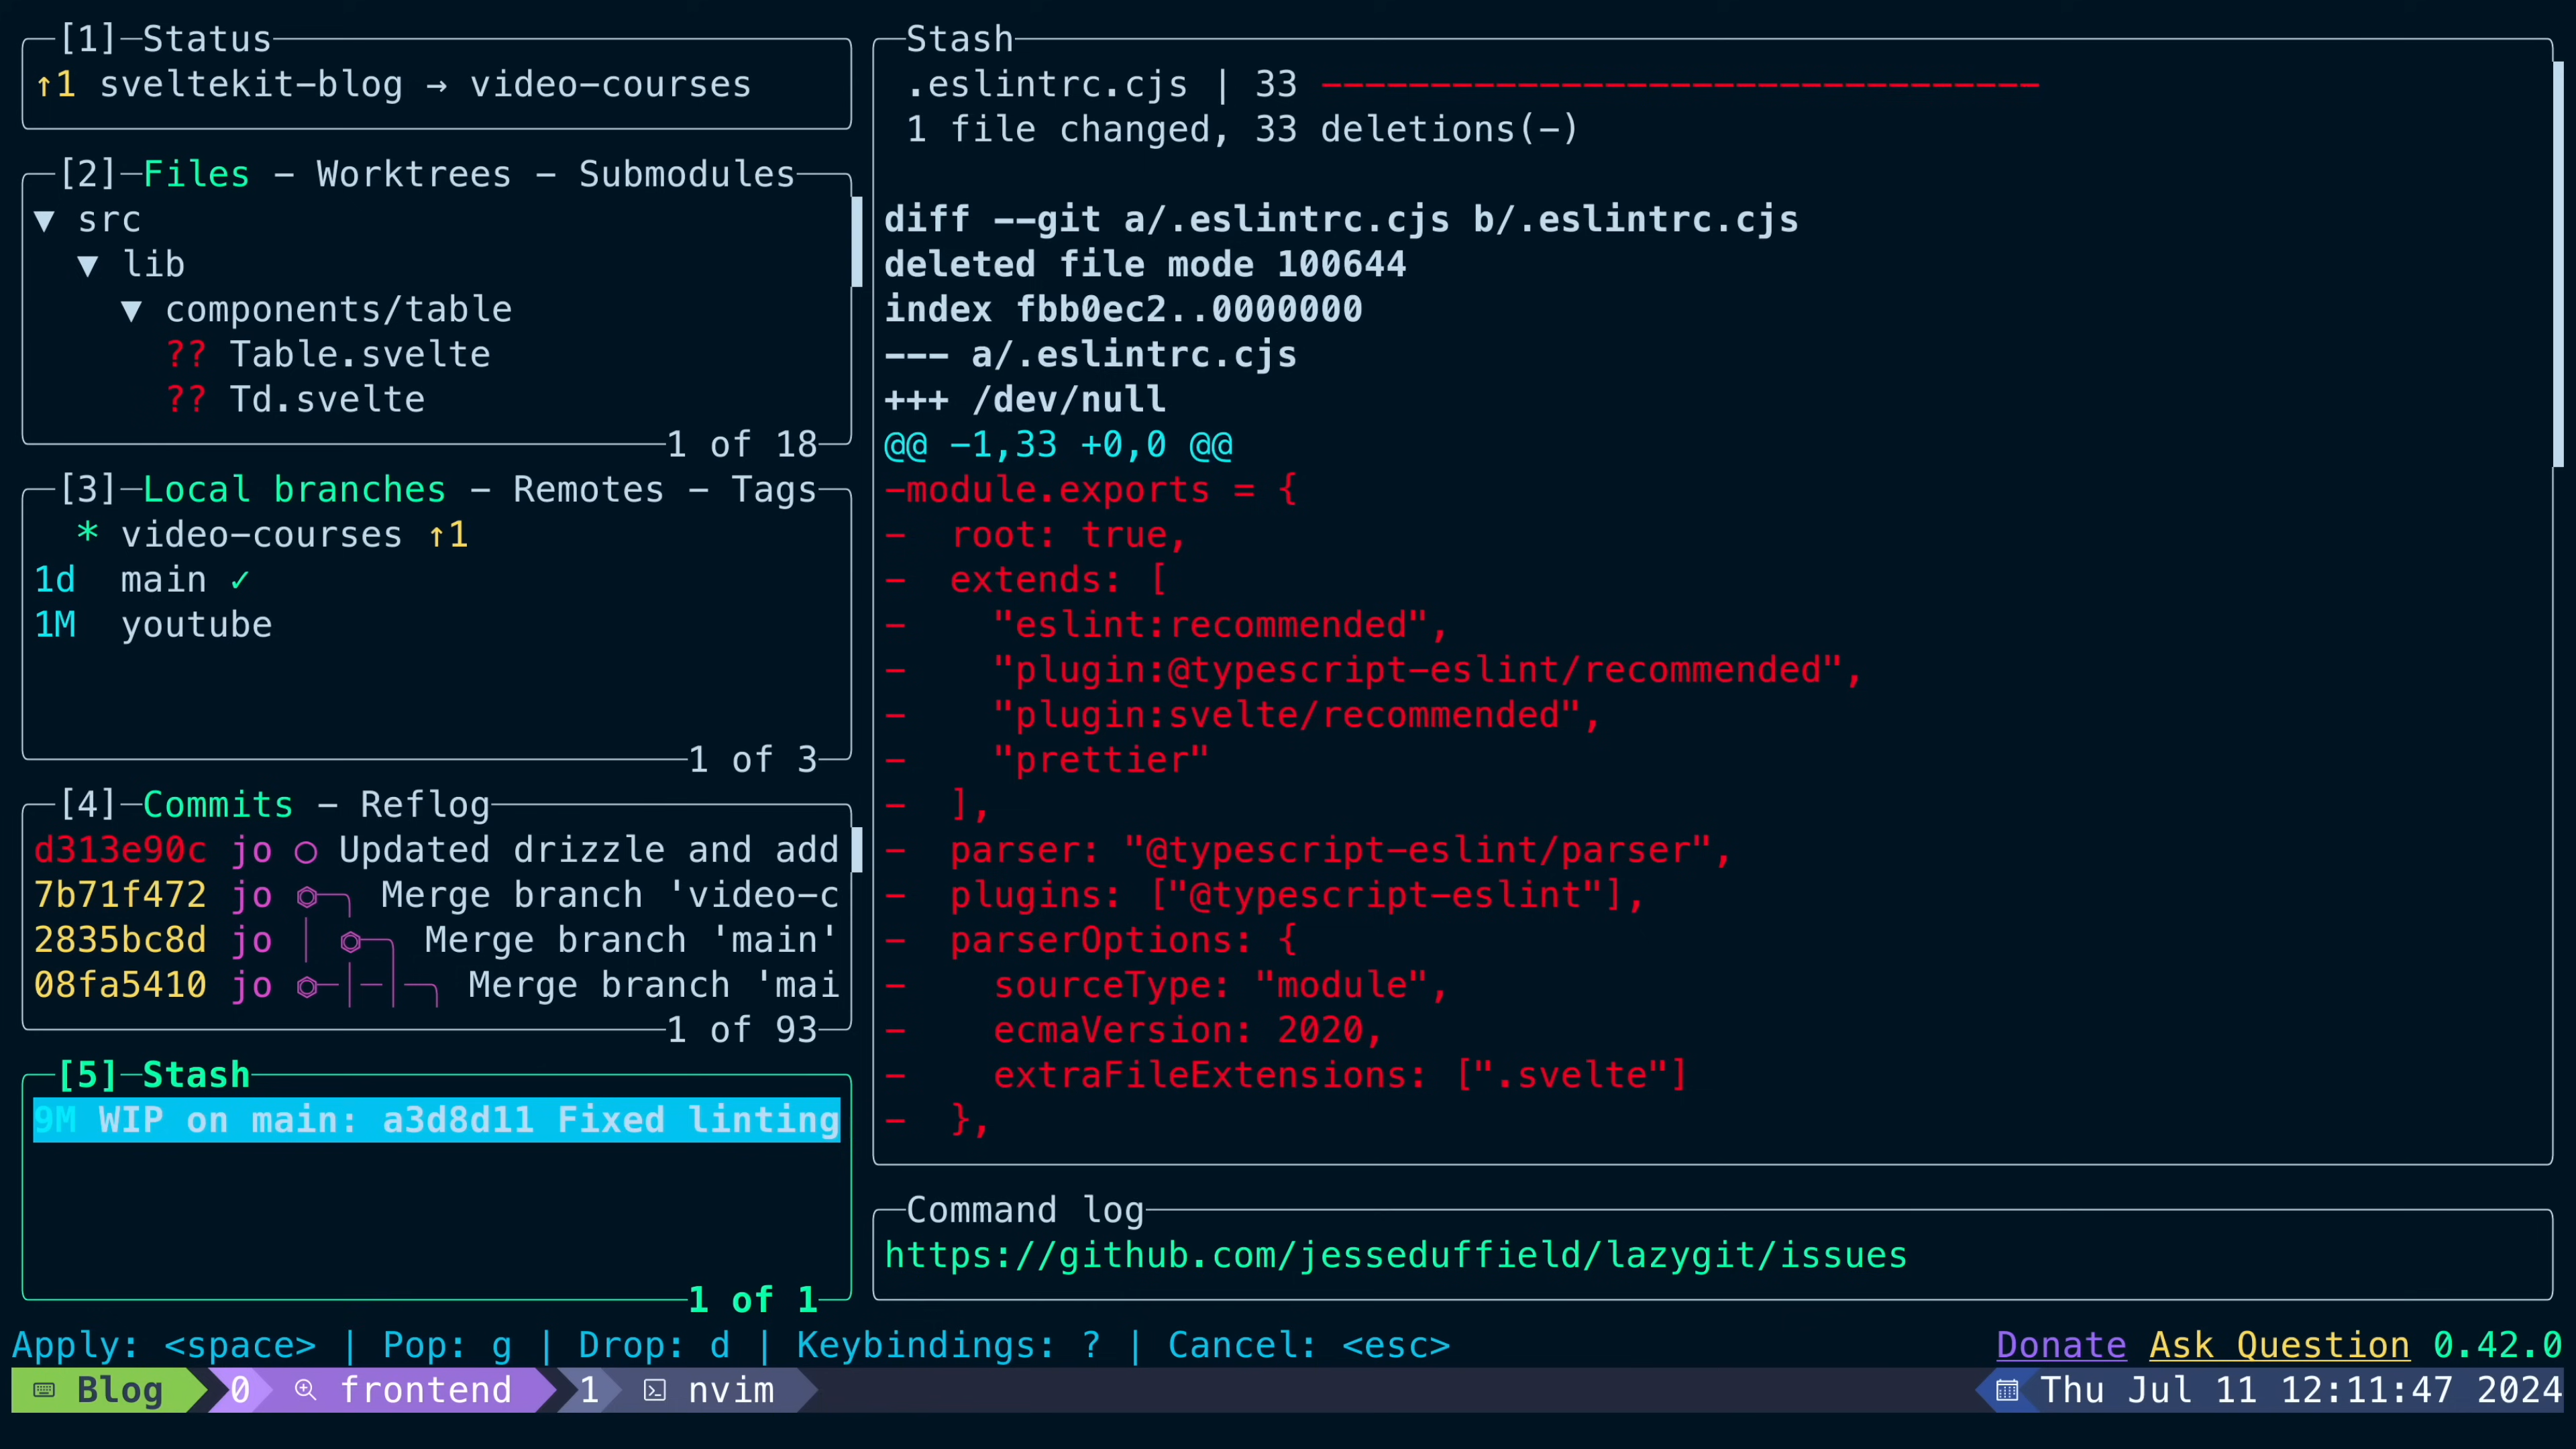 [1]─Status
↑1 sveltekit-blog → video-courses
[2]─Files - Worktrees - Submodules
▼ src
▼ lib
▼ components/table
?? Table.svelte
?? Td.svelte
1 of 18
[3]─Local branches - Remotes - Tags
* video-courses ↑1
1d main ✓
1M youtube
1 of 3
[4]─Commits - Reflog
d313e90c jo Updated drizzle and add
7b71f472 jo Merge branch 'video-c
2835bc8d jo Merge branch 'main'
08fa5410 jo Merge branch 'mai
1 of 93
[5]─Stash
9M WIP on main: a3d8d11 Fixed linting
1 of 1
Stash
.eslintrc.cjs | 33 ---------------------------------
1 file changed, 33 deletions(-)
diff --git a/.eslintrc.cjs b/.eslintrc.cjs
deleted file mode 100644
index fbb0ec2..0000000
--- a/.eslintrc.cjs
+++ /dev/null
@@ -1,33 +0,0 @@
-module.exports = {
-  root: true,
-  extends: [
-    "eslint:recommended",
-    "plugin:@typescript-eslint/recommended",
-    "plugin:svelte/recommended",
-    "prettier"
-  ],
-  parser: "@typescript-eslint/parser",
-  plugins: ["@typescript-eslint"],
-  parserOptions: {
-    sourceType: "module",
-    ecmaVersion: 2020,
-    extraFileExtensions: [".svelte"]
-  },
Command log
https://github.com/jesseduffield/lazygit/issues
Apply: <space> | Pop: g | Drop: d | Keybindings: ? | Cancel: <esc> Donate Ask Question 0.42.0
Blog 0 frontend 1 nvim Thu Jul 11 12:11:47 2024